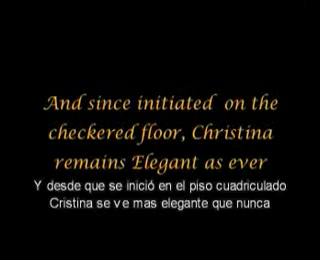 And since initiated on the
checkered floor, Christina
remains Elegant as ever
Y desde que se inició en el piso cuadriculado
Cristina se ve mas elegante que nunca